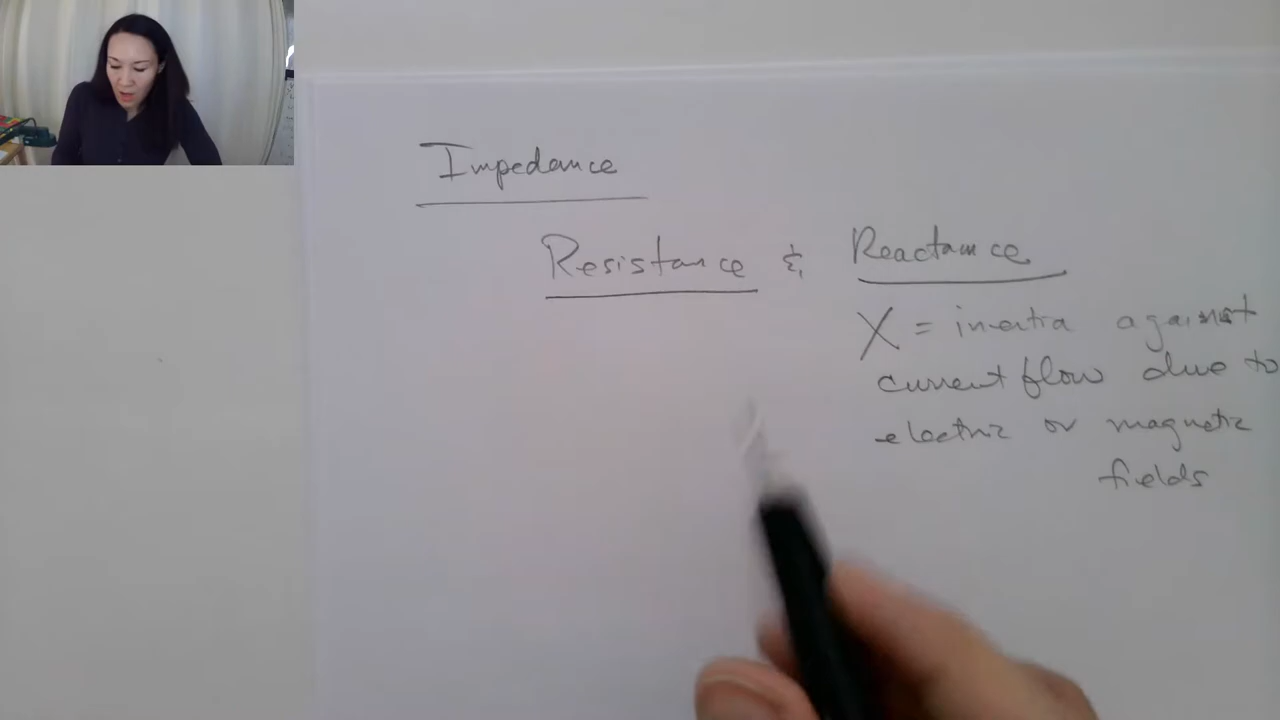 Impedance
Resistance & Reactance
X = inertia against
current flow due to
electric or magnetic
fields